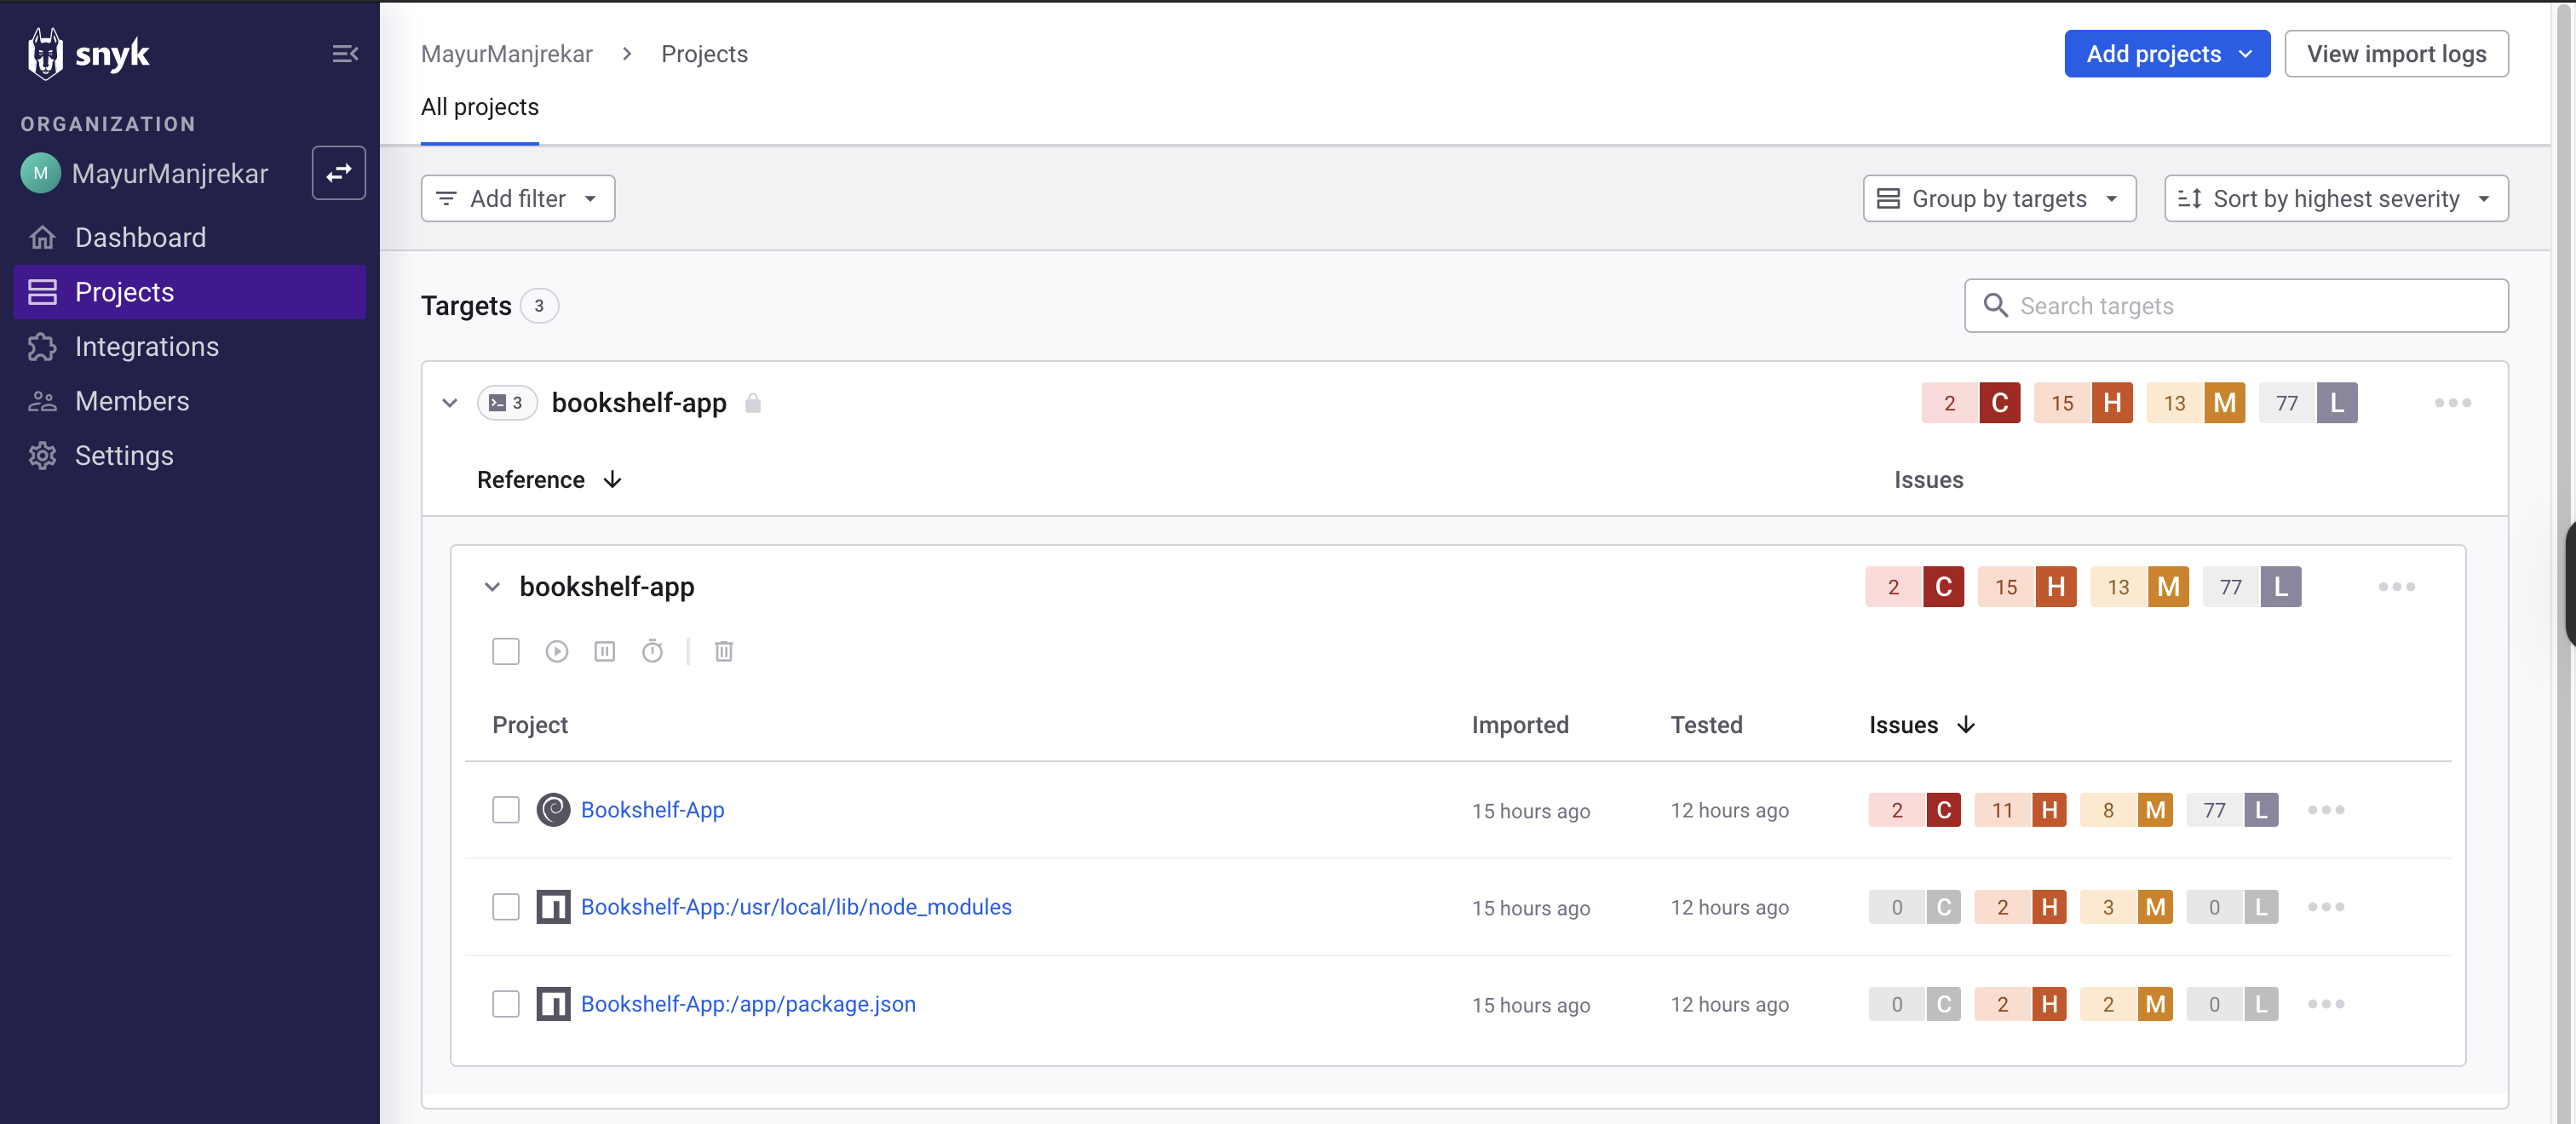 snyk
ORGANIZATION
M MayurManjrekar
Dashboard
Projects
Integrations
Members
Settings
MayurManjrekar > Projects
Add projects
View import logs
All projects
Add filter
Group by targets
Sort by highest severity
Targets 3
Search targets
3 bookshelf-app 2 C 15 H 13 M 77 L
Reference Issues
bookshelf-app 2 C 15 H 13 M 77 L
Project Imported Tested Issues
Bookshelf-App 15 hours ago 12 hours ago 2 C 11 H 8 M 77 L
Bookshelf-App:/usr/local/lib/node_modules 15 hours ago 12 hours ago 0 C 2 H 3 M 0 L
Bookshelf-App:/app/package.json 15 hours ago 12 hours ago 0 C 2 H 2 M 0 L